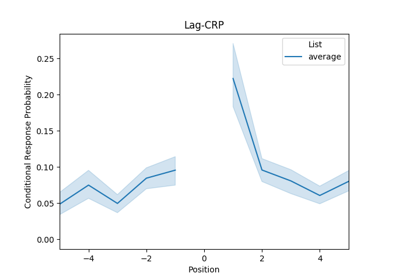 Lag-CRP
List
average
Conditional Response Probability
0.25
0.20
0.15
0.10
0.05
0.00
−4
−2
0
2
4
Position